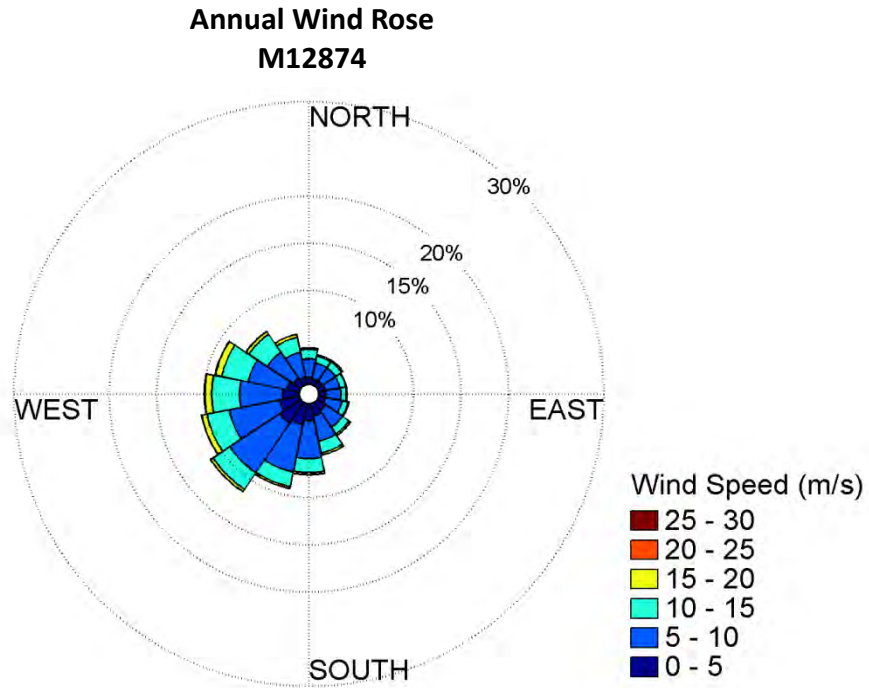 Annual Wind Rose
M12874
NORTH
30%
20%
15%
10%
WEST
EAST
SOUTH
Wind Speed (m/s)
25 - 30
20 - 25
15 - 20
10 - 15
5 - 10
0 - 5